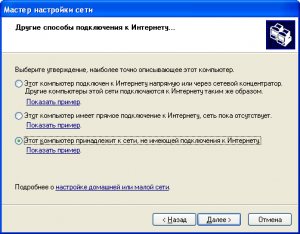 Мастер настройки сети
Другие способы подключения к Интернету...
Выберите утверждение, наиболее точно описывающее этот компьютер.
Этот компьютер подключен к Интернету напрямую или через сетевой концентратор.
Другие компьютеры этой сети подключаются к Интернету таким же образом.
Показать пример.
Этот компьютер имеет прямое подключение к Интернету, сеть пока отсутствует.
Показать пример.
Этот компьютер принадлежит к сети, не имеющей подключения к Интернету.
Показать пример.
Подробнее о настройке домашней или малой сети.
< Назад Далее > Отмена